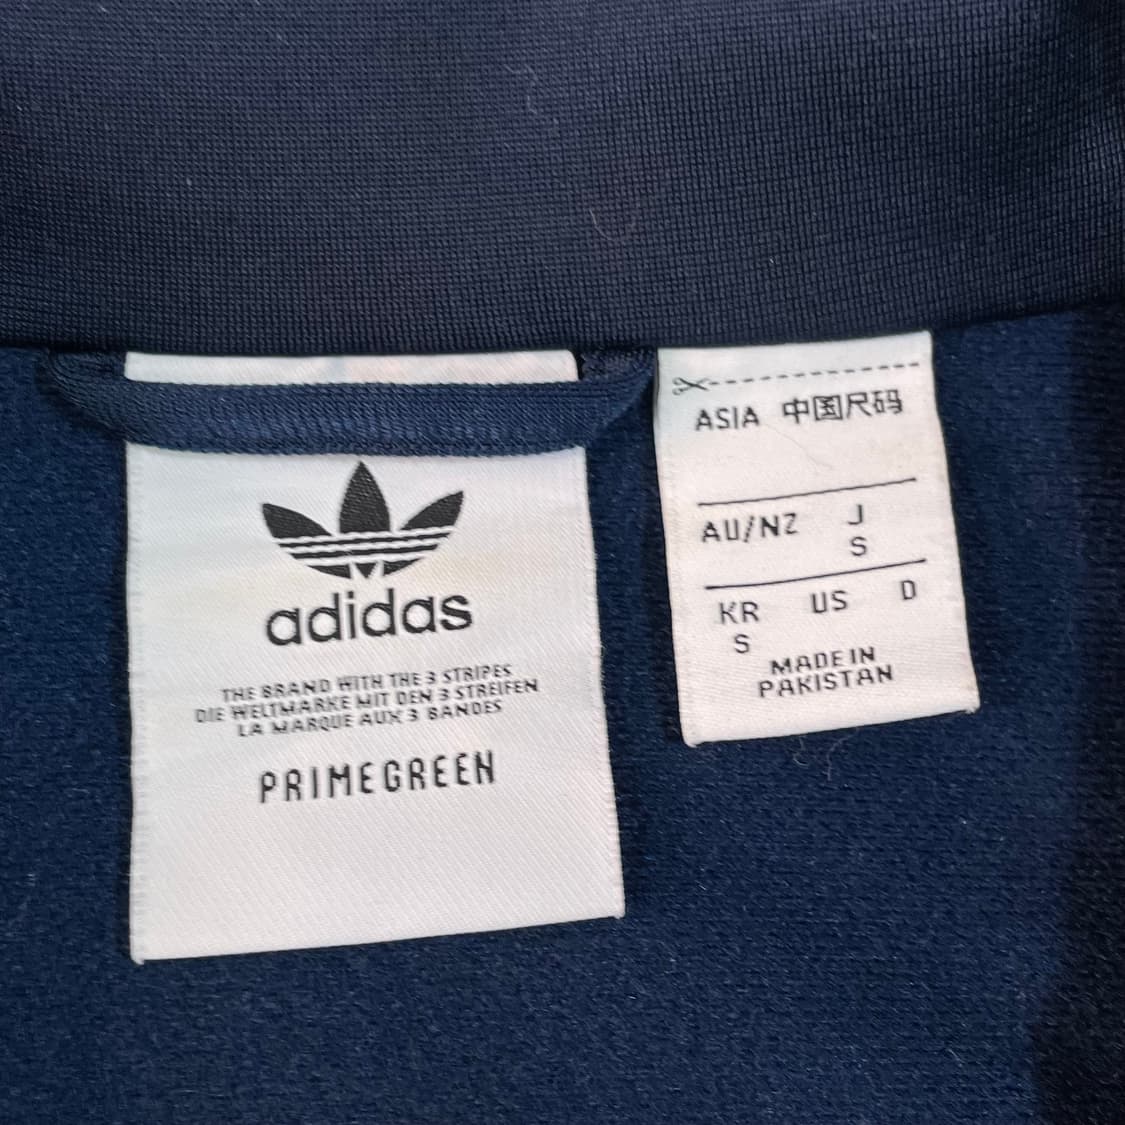 adidas
THE BRAND WITH THE 3 STRIPES
DIE WELTMARKE MIT DEN 3 STREIFEN
LA MARQUE AUX 3 BANDES
PRIMEGREEN
ASIA 中国尺码
AU/NZ J
S
KR US D
S
MADE IN
PAKISTAN